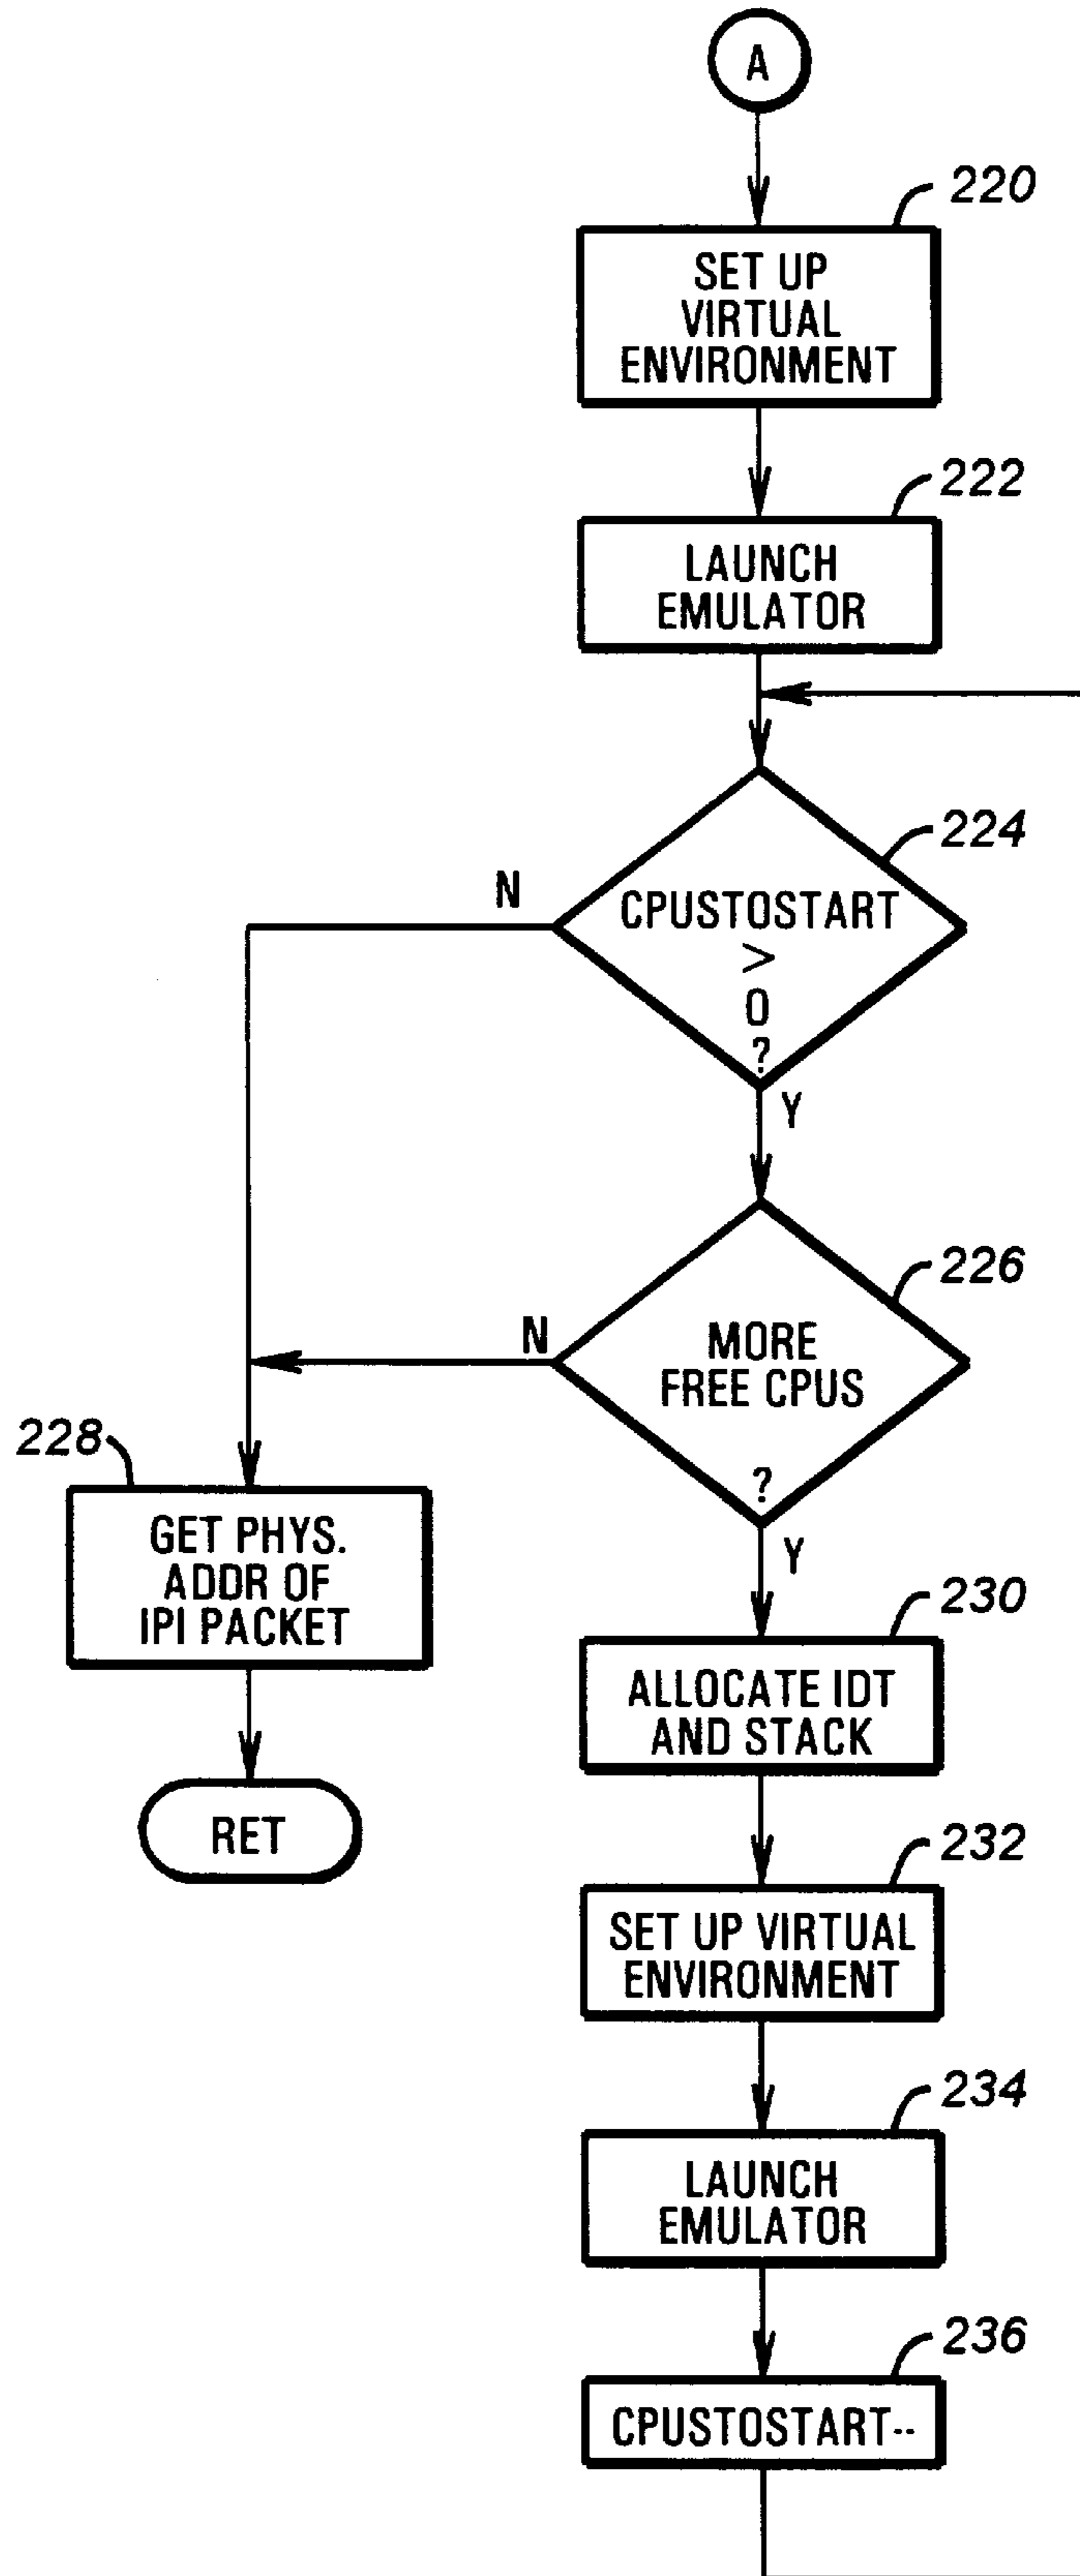 A
220
SET UP
VIRTUAL
ENVIRONMENT
222
LAUNCH
EMULATOR
224
N
CPUSTOSTART
>
0
?
Y
226
N
MORE
FREE CPUS
?
Y
228
GET PHYS.
ADDR OF
IPI PACKET
RET
230
ALLOCATE IDT
AND STACK
232
SET UP VIRTUAL
ENVIRONMENT
234
LAUNCH
EMULATOR
236
CPUSTOSTART--